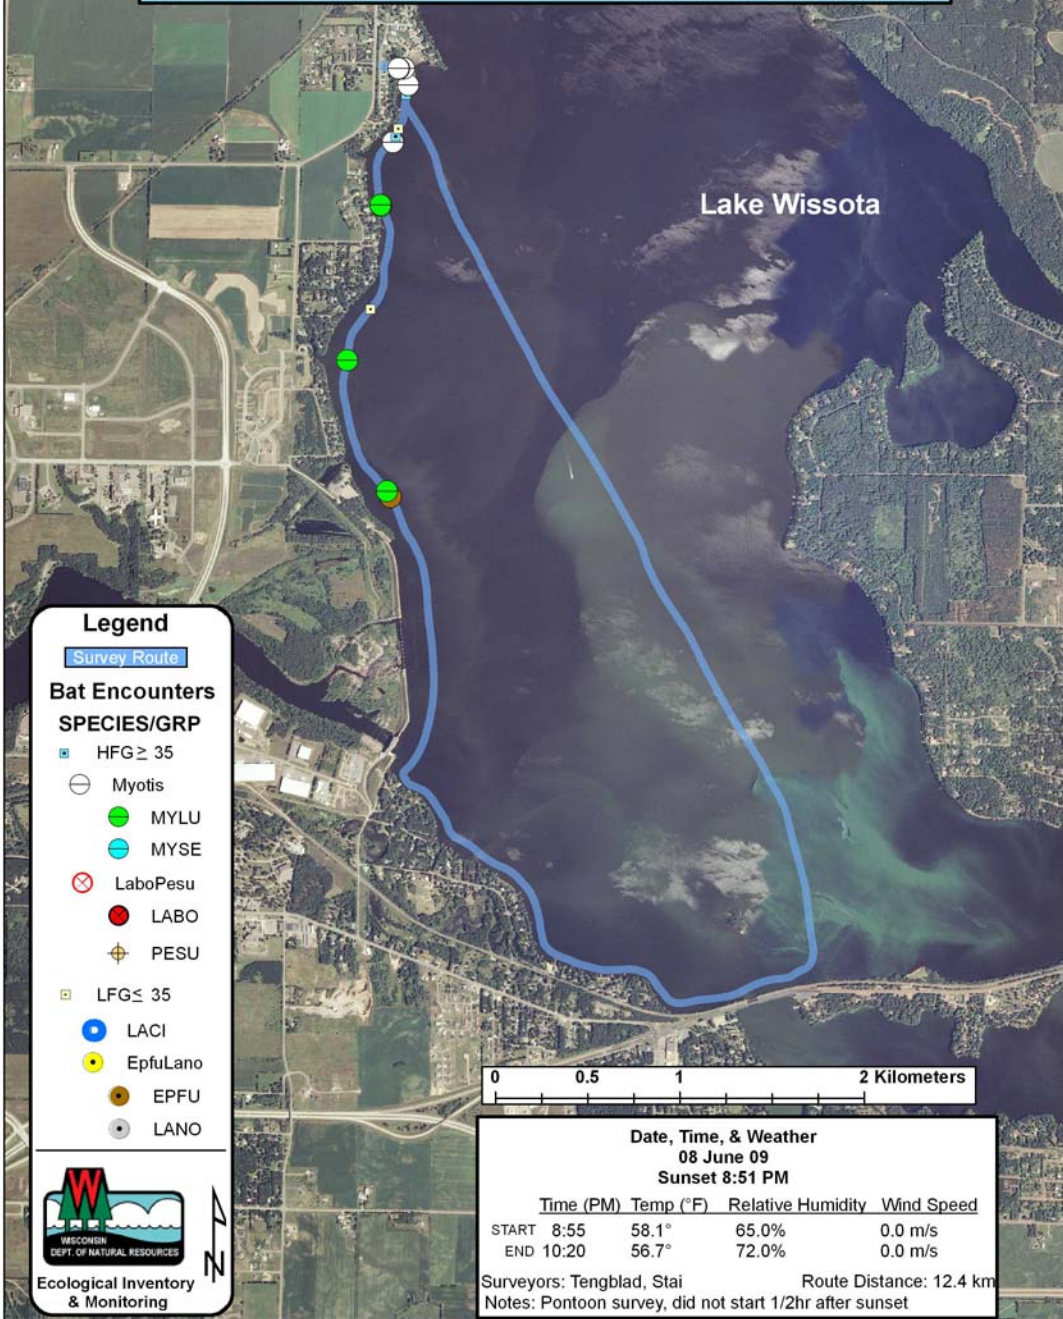 Lake Wissota
Legend
Survey Route
Bat Encounters
SPECIES/GRP
HFG ≥ 35
Myotis
MYLU
MYSE
LaboPesu
LABO
PESU
LFG ≤ 35
LACI
EpfuLano
EPFU
LANO
W
WISCONSIN
DEPT. OF NATURAL RESOURCES
N
Ecological Inventory
& Monitoring
0 0.5 1 2 Kilometers
Date, Time, & Weather
08 June 09
Sunset 8:51 PM
Time (PM) Temp (°F) Relative Humidity Wind Speed
START 8:55 58.1° 65.0% 0.0 m/s
END 10:20 56.7° 72.0% 0.0 m/s
Surveyors: Tengblad, Stai Route Distance: 12.4 km
Notes: Pontoon survey, did not start 1/2hr after sunset